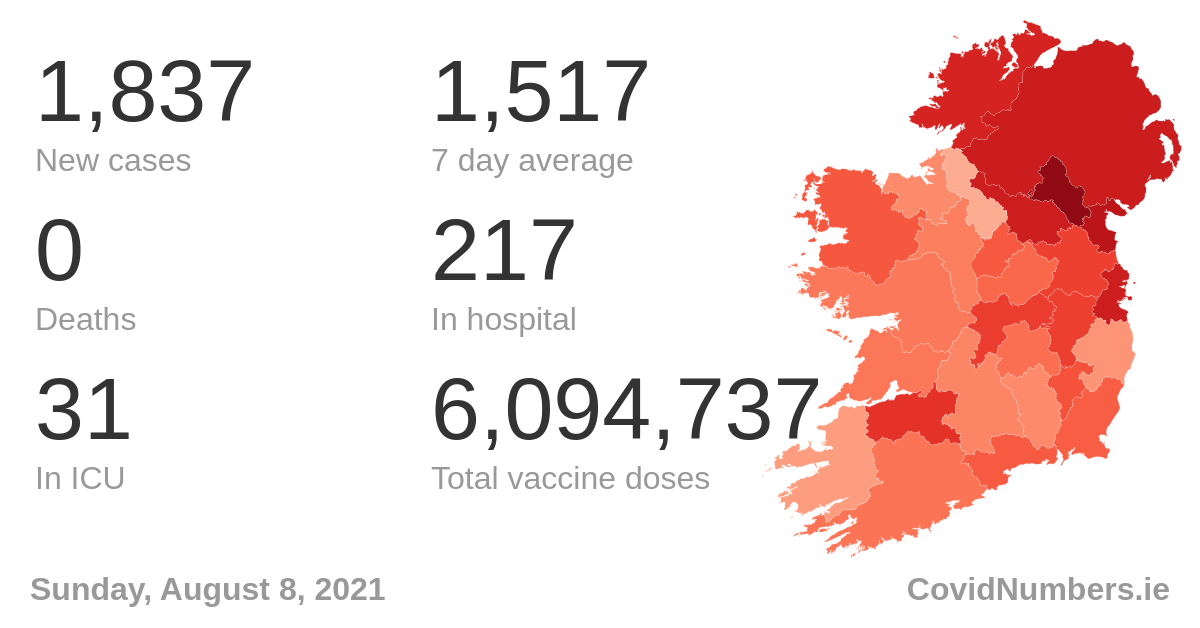 1,837
New cases
1,517
7 day average
0
Deaths
217
In hospital
31
In ICU
6,094,737
Total vaccine doses
Sunday, August 8, 2021
CovidNumbers.ie